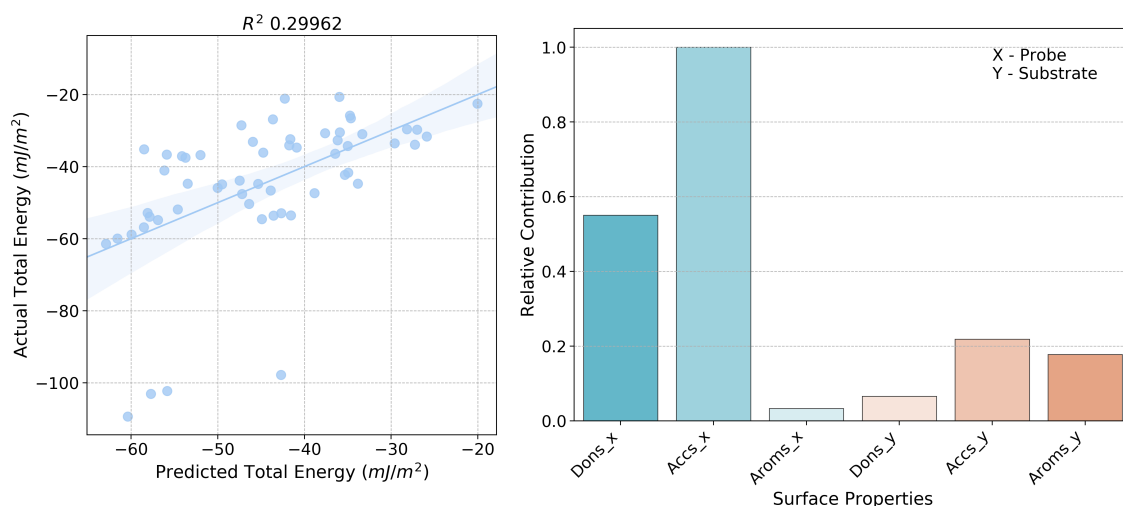 R² 0.29962
Actual Total Energy (mJ/m²)
−20
−40
−60
−80
−100
−60 −50 −40 −30 −20
Predicted Total Energy (mJ/m²)
Relative Contribution
1.0
0.8
0.6
0.4
0.2
0.0
X - Probe
Y - Substrate
Dons_x Accs_x Aroms_x Dons_y Accs_y Aroms_y
Surface Properties